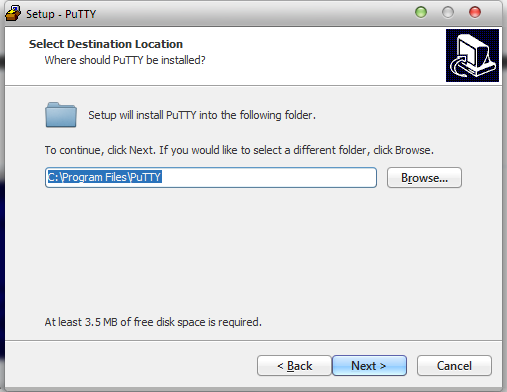 Setup - PuTTY
Select Destination Location
Where should PuTTY be installed?
Setup will install PuTTY into the following folder.
To continue, click Next. If you would like to select a different folder, click Browse.
C:\Program Files\PuTTY
Browse...
At least 3.5 MB of free disk space is required.
< Back
Next >
Cancel